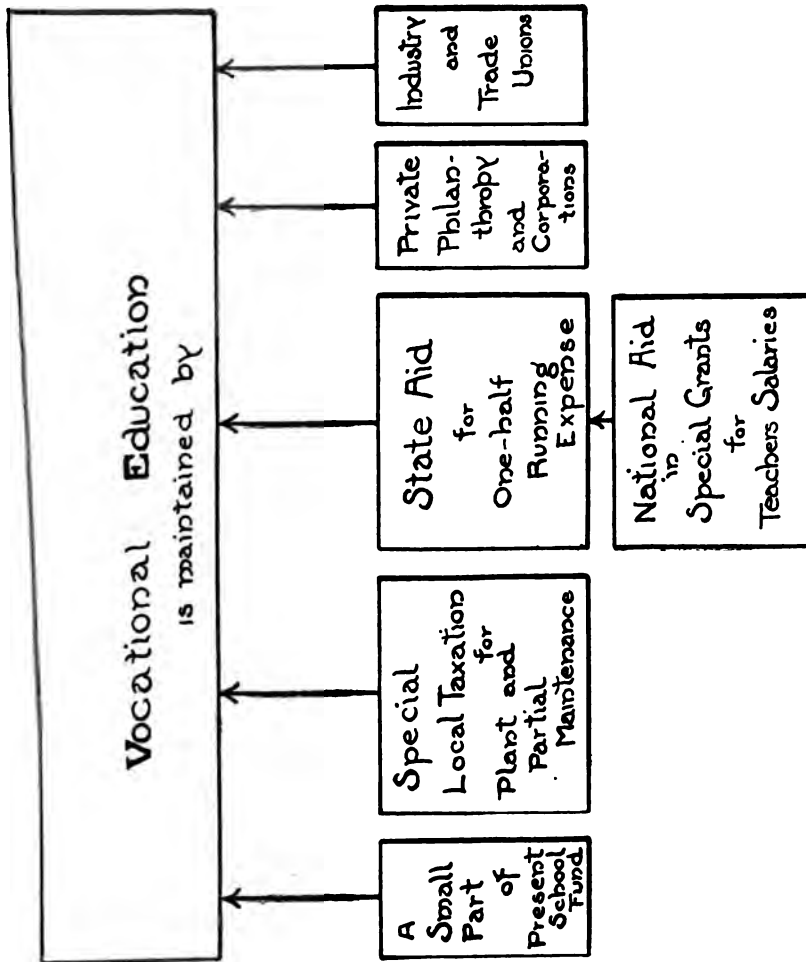 Vocational Education
is maintained by
A
Small
Part
of
Present
School
Fund
Special
Local Taxation
for
Plant and
Partial
Maintenance
State Aid
for
One-half
Running
Expense
Private
Philan-
thropy
and
Corpora-
tions
Industry
and
Trade
Unions
National Aid
in
Special Grants
for
Teachers Salaries